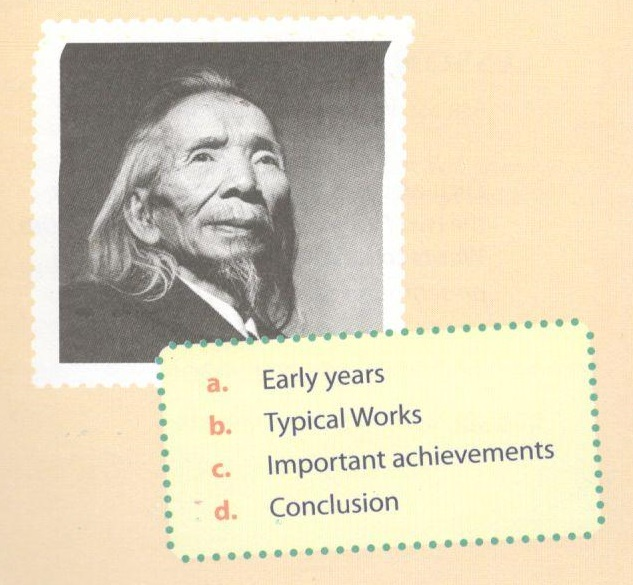 a. Early years
b. Typical Works
c. Important achievements
d. Conclusion